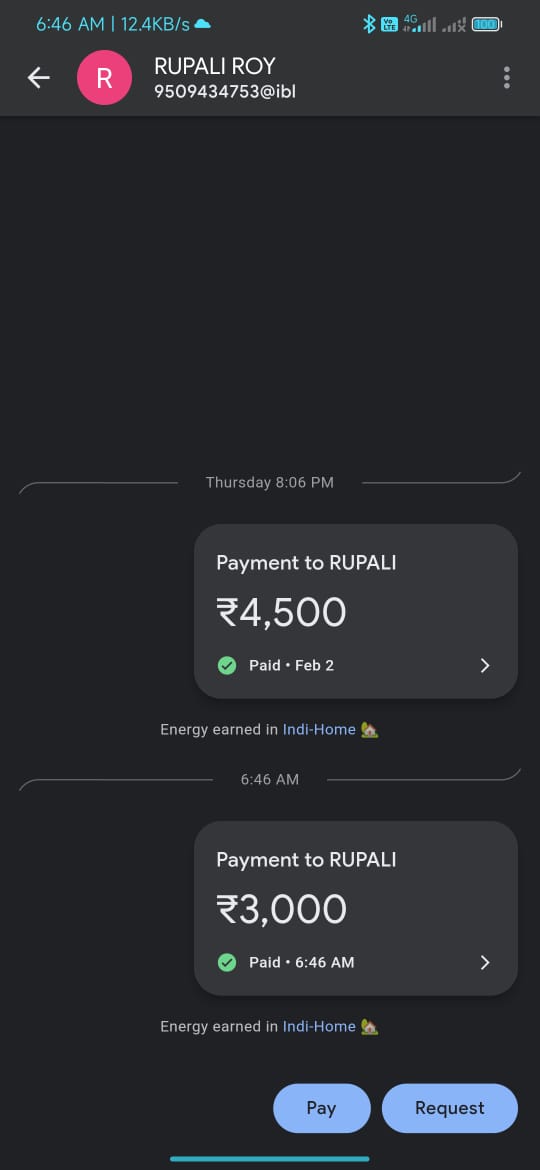 6:46 AM | 12.4KB/s
Vo LTE 4G 100
R
RUPALI ROY
9509434753@ibl
Thursday 8:06 PM
Payment to RUPALI
₹4,500
Paid • Feb 2
Energy earned in Indi-Home 🏡
6:46 AM
Payment to RUPALI
₹3,000
Paid • 6:46 AM
Energy earned in Indi-Home 🏡
Pay
Request